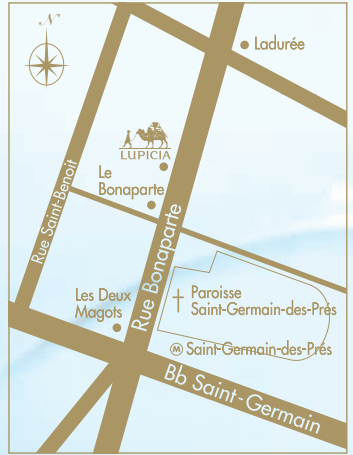 N
Ladurée
LUPICIA
Le
Bonaparte
Rue Saint-Benoit
Rue Bonaparte
Paroisse
Saint-Germain-des-Prés
Les Deux
Magots
M Saint-Germain-des-Prés
Bb Saint-Germain